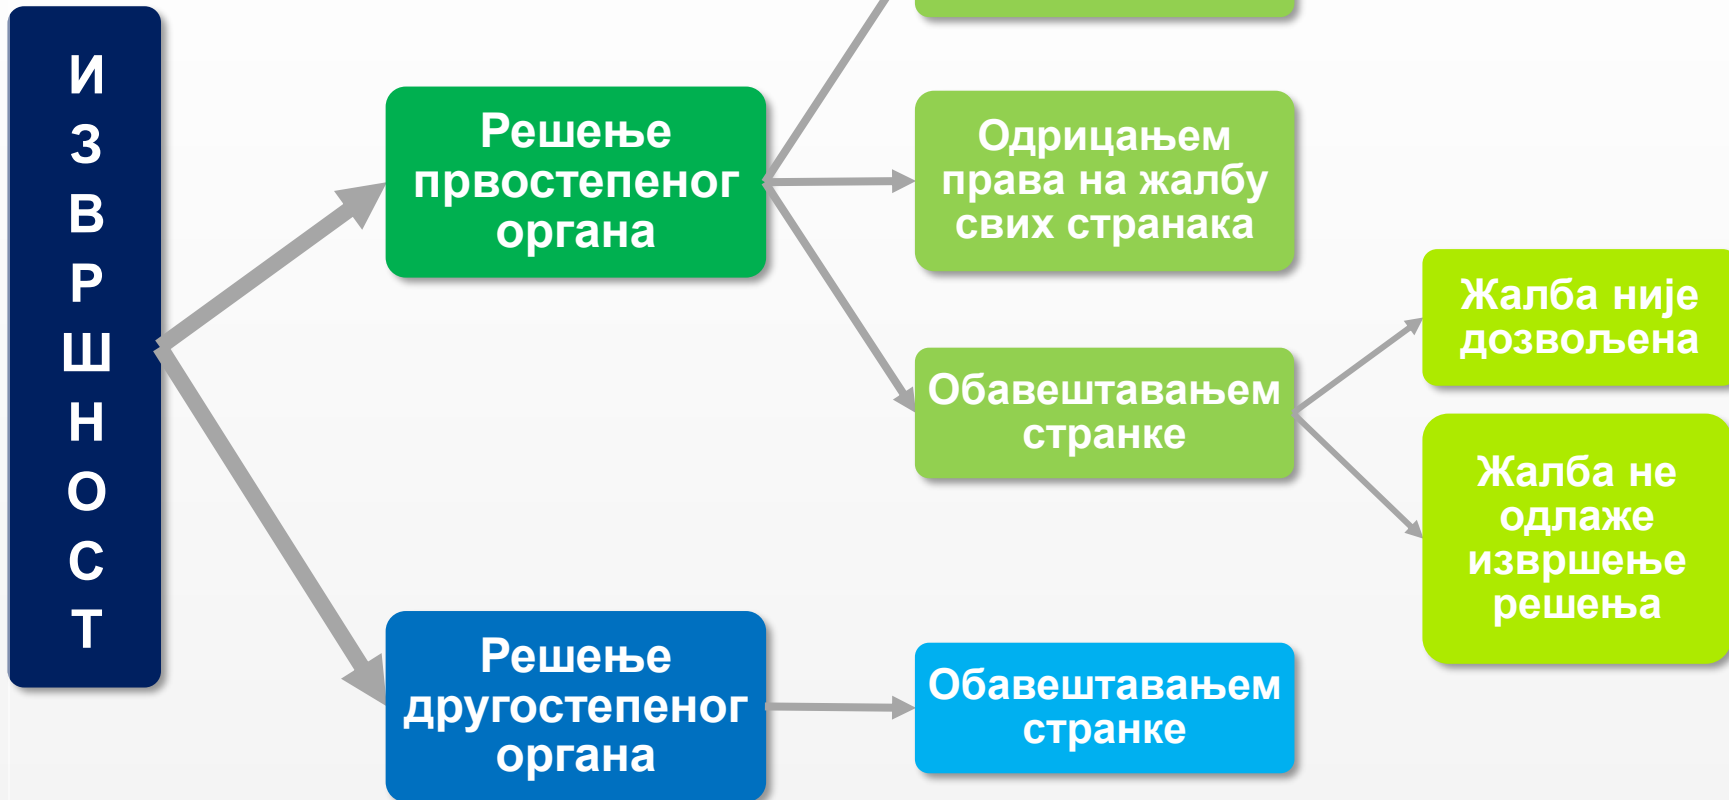 И
З
В
Р
Ш
Н
О
С
Т
Решење
првостепеног
органа
Одрицањем
права на жалбу
свих странака
Обавештавањем
странке
Жалба није
дозвољена
Жалба не
одлаже
извршење
решења
Решење
другостепеног
органа
Обавештавањем
странке